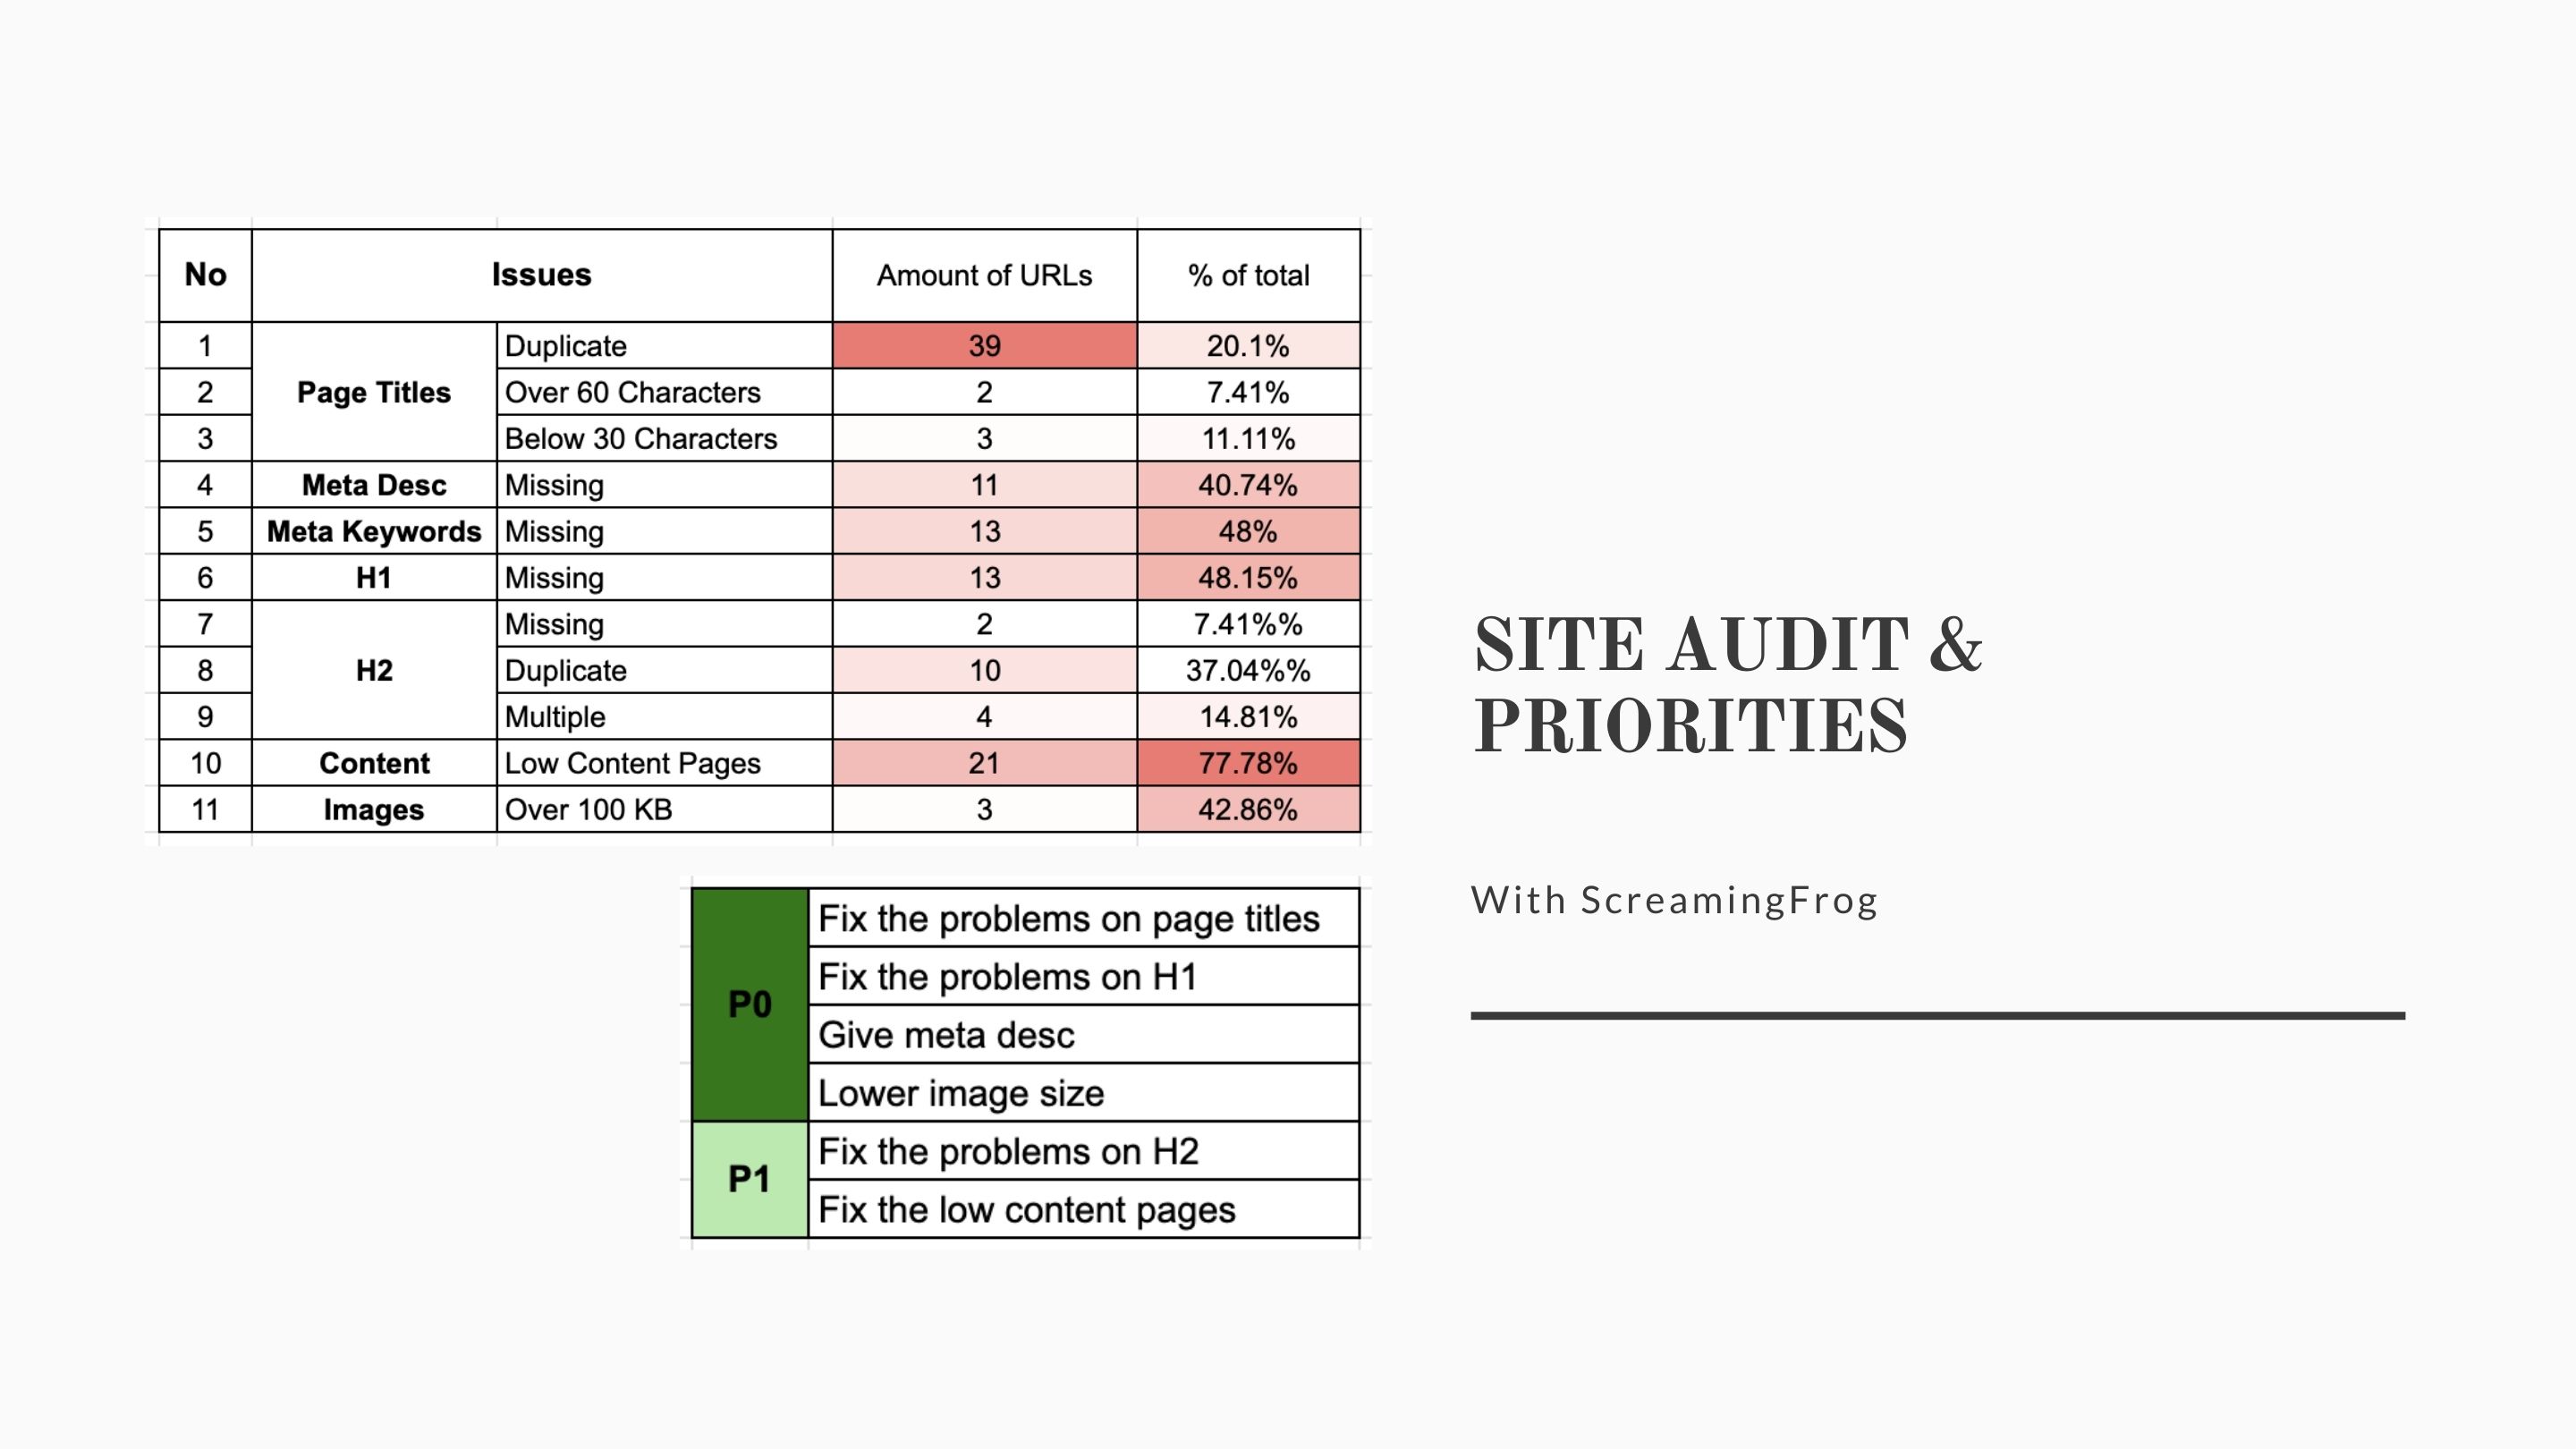 No Issues Amount of URLs % of total
1 Page Titles Duplicate 39 20.1%
2 Over 60 Characters 2 7.41%
3 Below 30 Characters 3 11.11%
4 Meta Desc Missing 11 40.74%
5 Meta Keywords Missing 13 48%
6 H1 Missing 13 48.15%
7 H2 Missing 2 7.41%%
8 Duplicate 10 37.04%%
9 Multiple 4 14.81%
10 Content Low Content Pages 21 77.78%
11 Images Over 100 KB 3 42.86%
P0 Fix the problems on page titles
Fix the problems on H1
Give meta desc
Lower image size
P1 Fix the problems on H2
Fix the low content pages
SITE AUDIT &
PRIORITIES
With ScreamingFrog